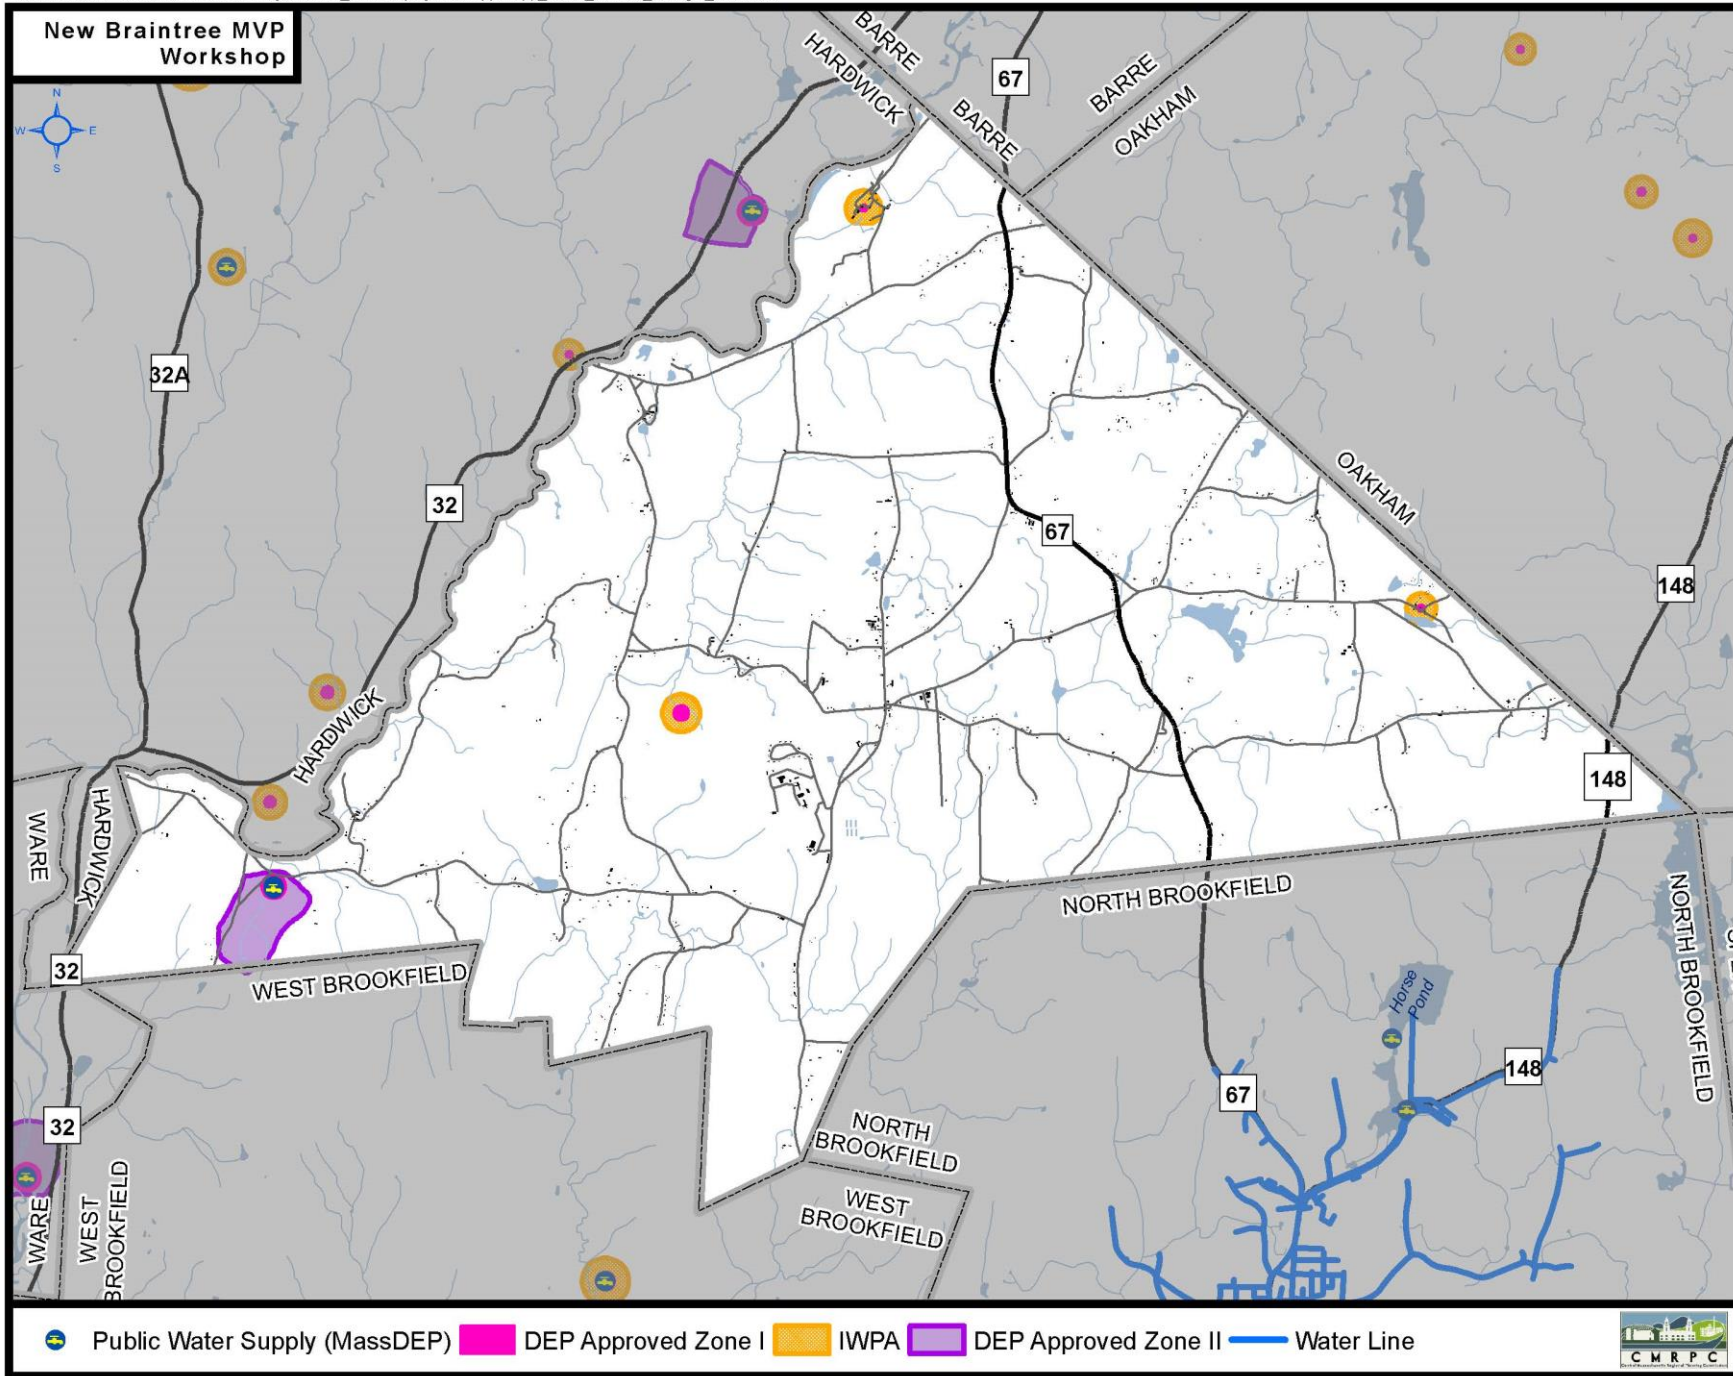 New Braintree MVP
Workshop
N
W
E
S
BARRE
HARDWICK
67
BARRE
BARRE
OAKHAM
32A
32
OAKHAM
67
148
HARDWICK
148
WARE
HARDWICK
NORTH BROOKFIELD
NORTH BROOKFIELD
32
WEST BROOKFIELD
Horse
Pond
148
67
32
NORTH
BROOKFIELD
WARE
WEST
BROOKFIELD
WEST
BROOKFIELD
Public Water Supply (MassDEP)
DEP Approved Zone I
IWPA
DEP Approved Zone II
Water Line
CMRPC